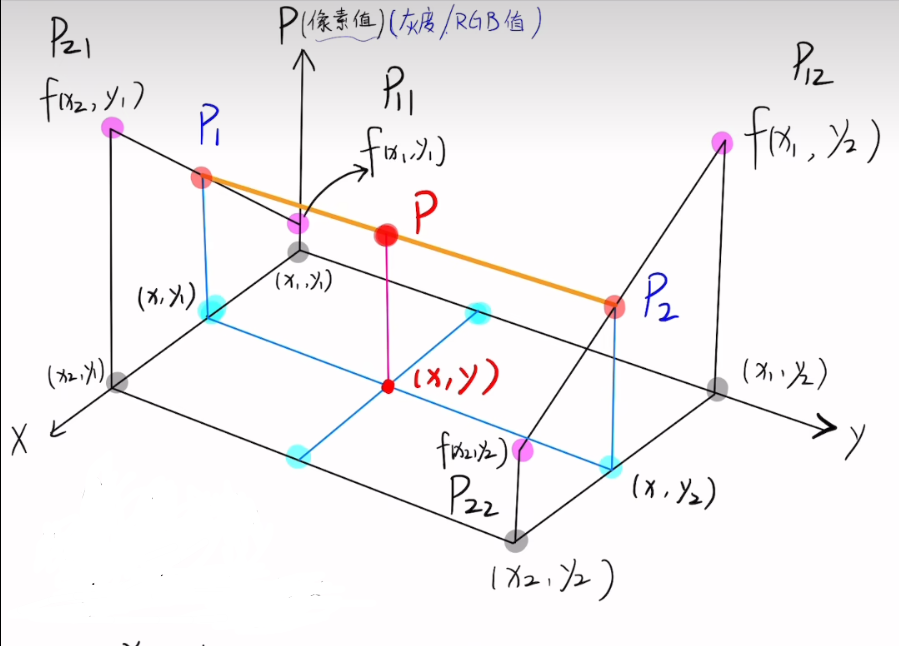 P(像素值)(灰度/RGB值)
P21
f(x2, y1)
P1
P11
f(x1, y1)
P12
f(x1, y2)
P
P2
(x1, y1)
(x, y1)
(x2, y1)
(x, y)
(x1, y2)
X
Y
f(x2, y2)
P22
(x, y2)
(x2, y2)